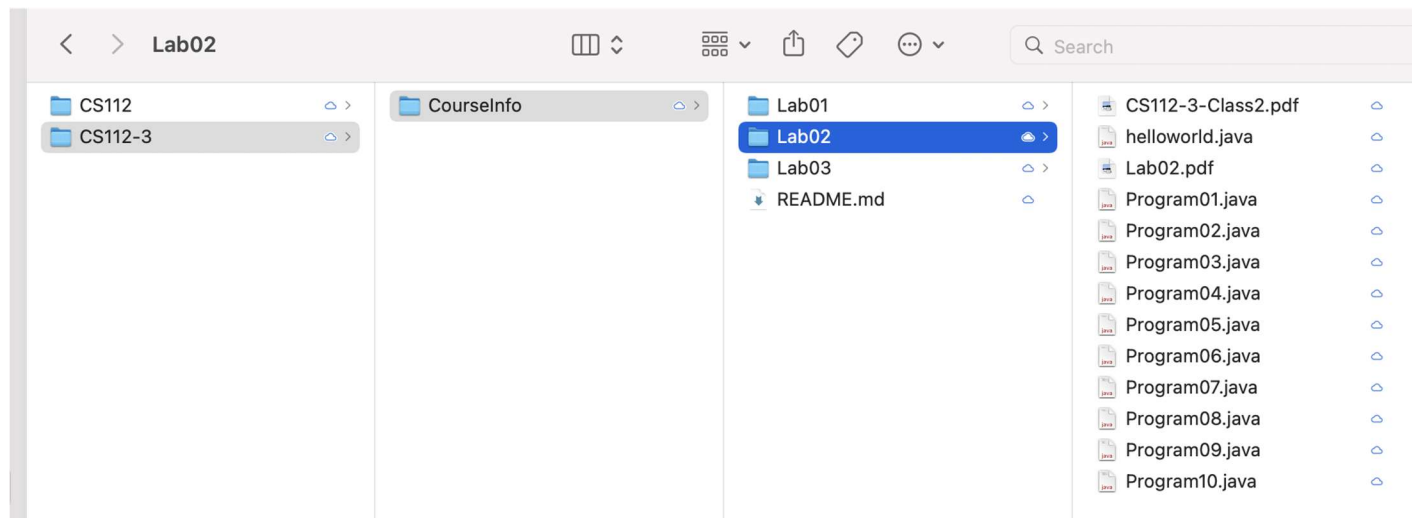 Lab02
Search
CS112
CS112-3
CourseInfo
Lab01
Lab02
Lab03
README.md
CS112-3-Class2.pdf
helloworld.java
Lab02.pdf
Program01.java
Program02.java
Program03.java
Program04.java
Program05.java
Program06.java
Program07.java
Program08.java
Program09.java
Program10.java